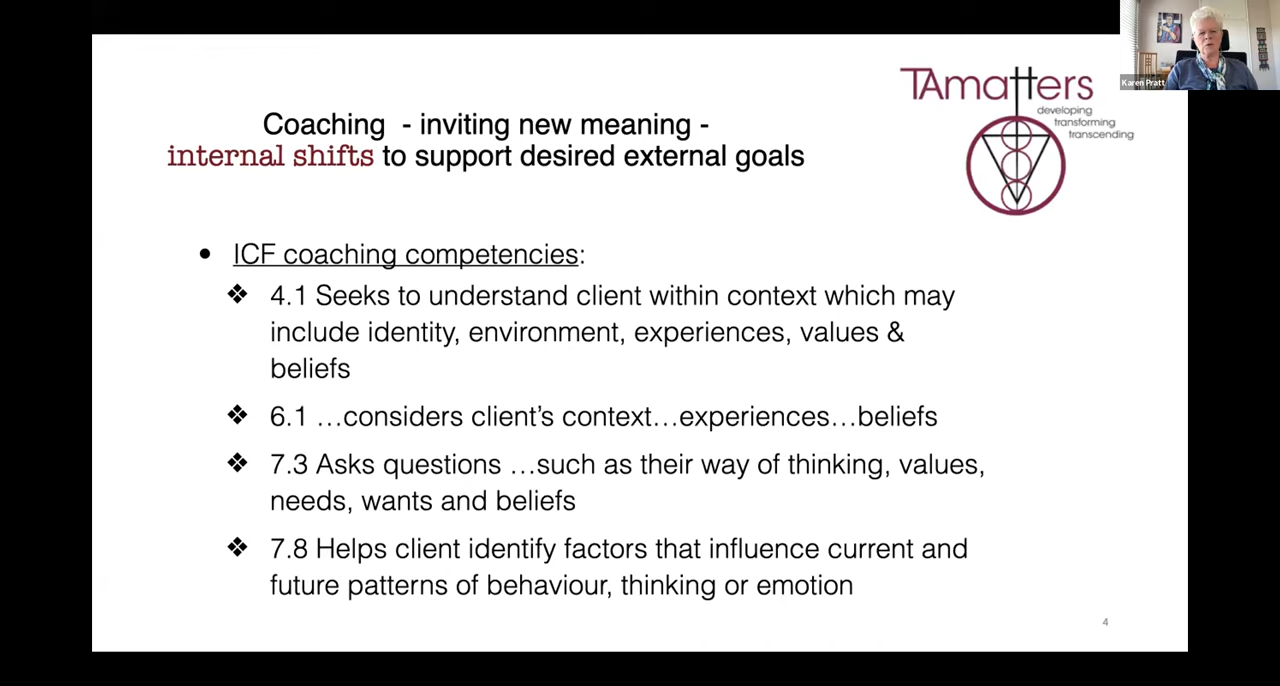 Karen Pratt
TAmatters
developing
transforming
transcending
Coaching - inviting new meaning -
internal shifts to support desired external goals
• ICF coaching competencies:
❖ 4.1 Seeks to understand client within context which may
include identity, environment, experiences, values &
beliefs
❖ 6.1 …considers client’s context…experiences…beliefs
❖ 7.3 Asks questions …such as their way of thinking, values,
needs, wants and beliefs
❖ 7.8 Helps client identify factors that influence current and
future patterns of behaviour, thinking or emotion
4